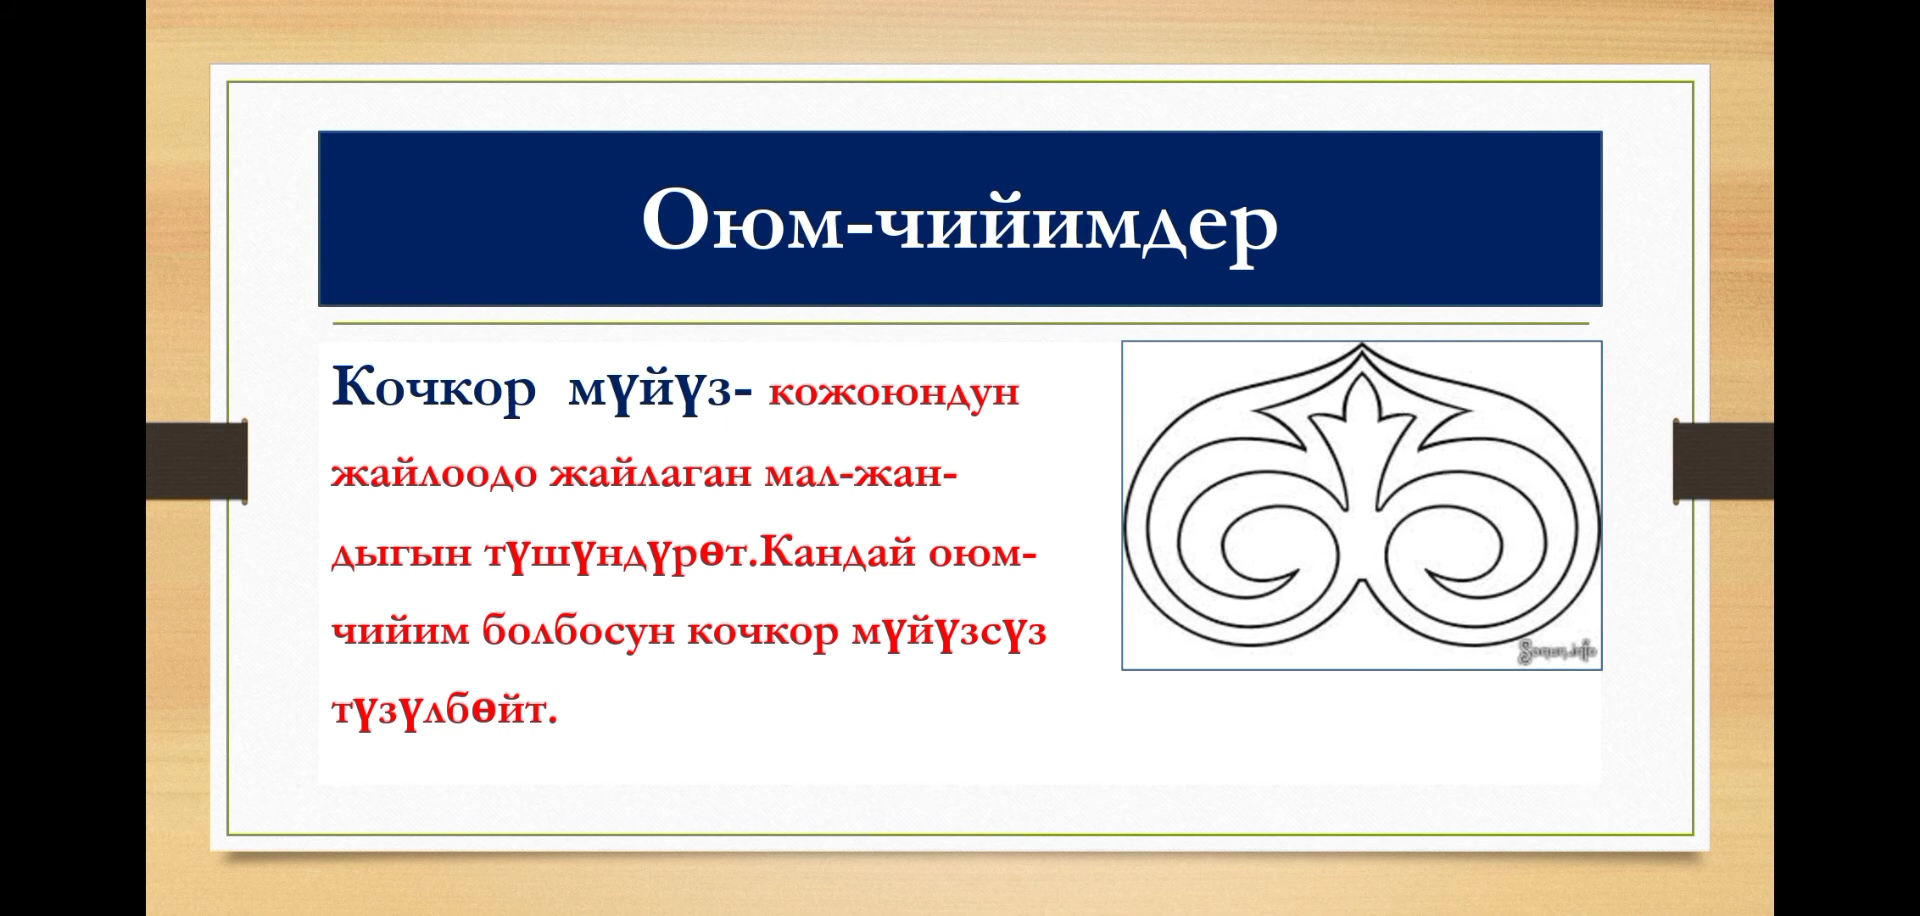 Оюм-чийимдер
Кочкор мүйүз- кожоюндун
жайлоодо жайлаган мал-жан-
дыгын түшүндүрөт.Кандай оюм-
чийим болбосун кочкор мүйүзсүз
түзүлбөйт.